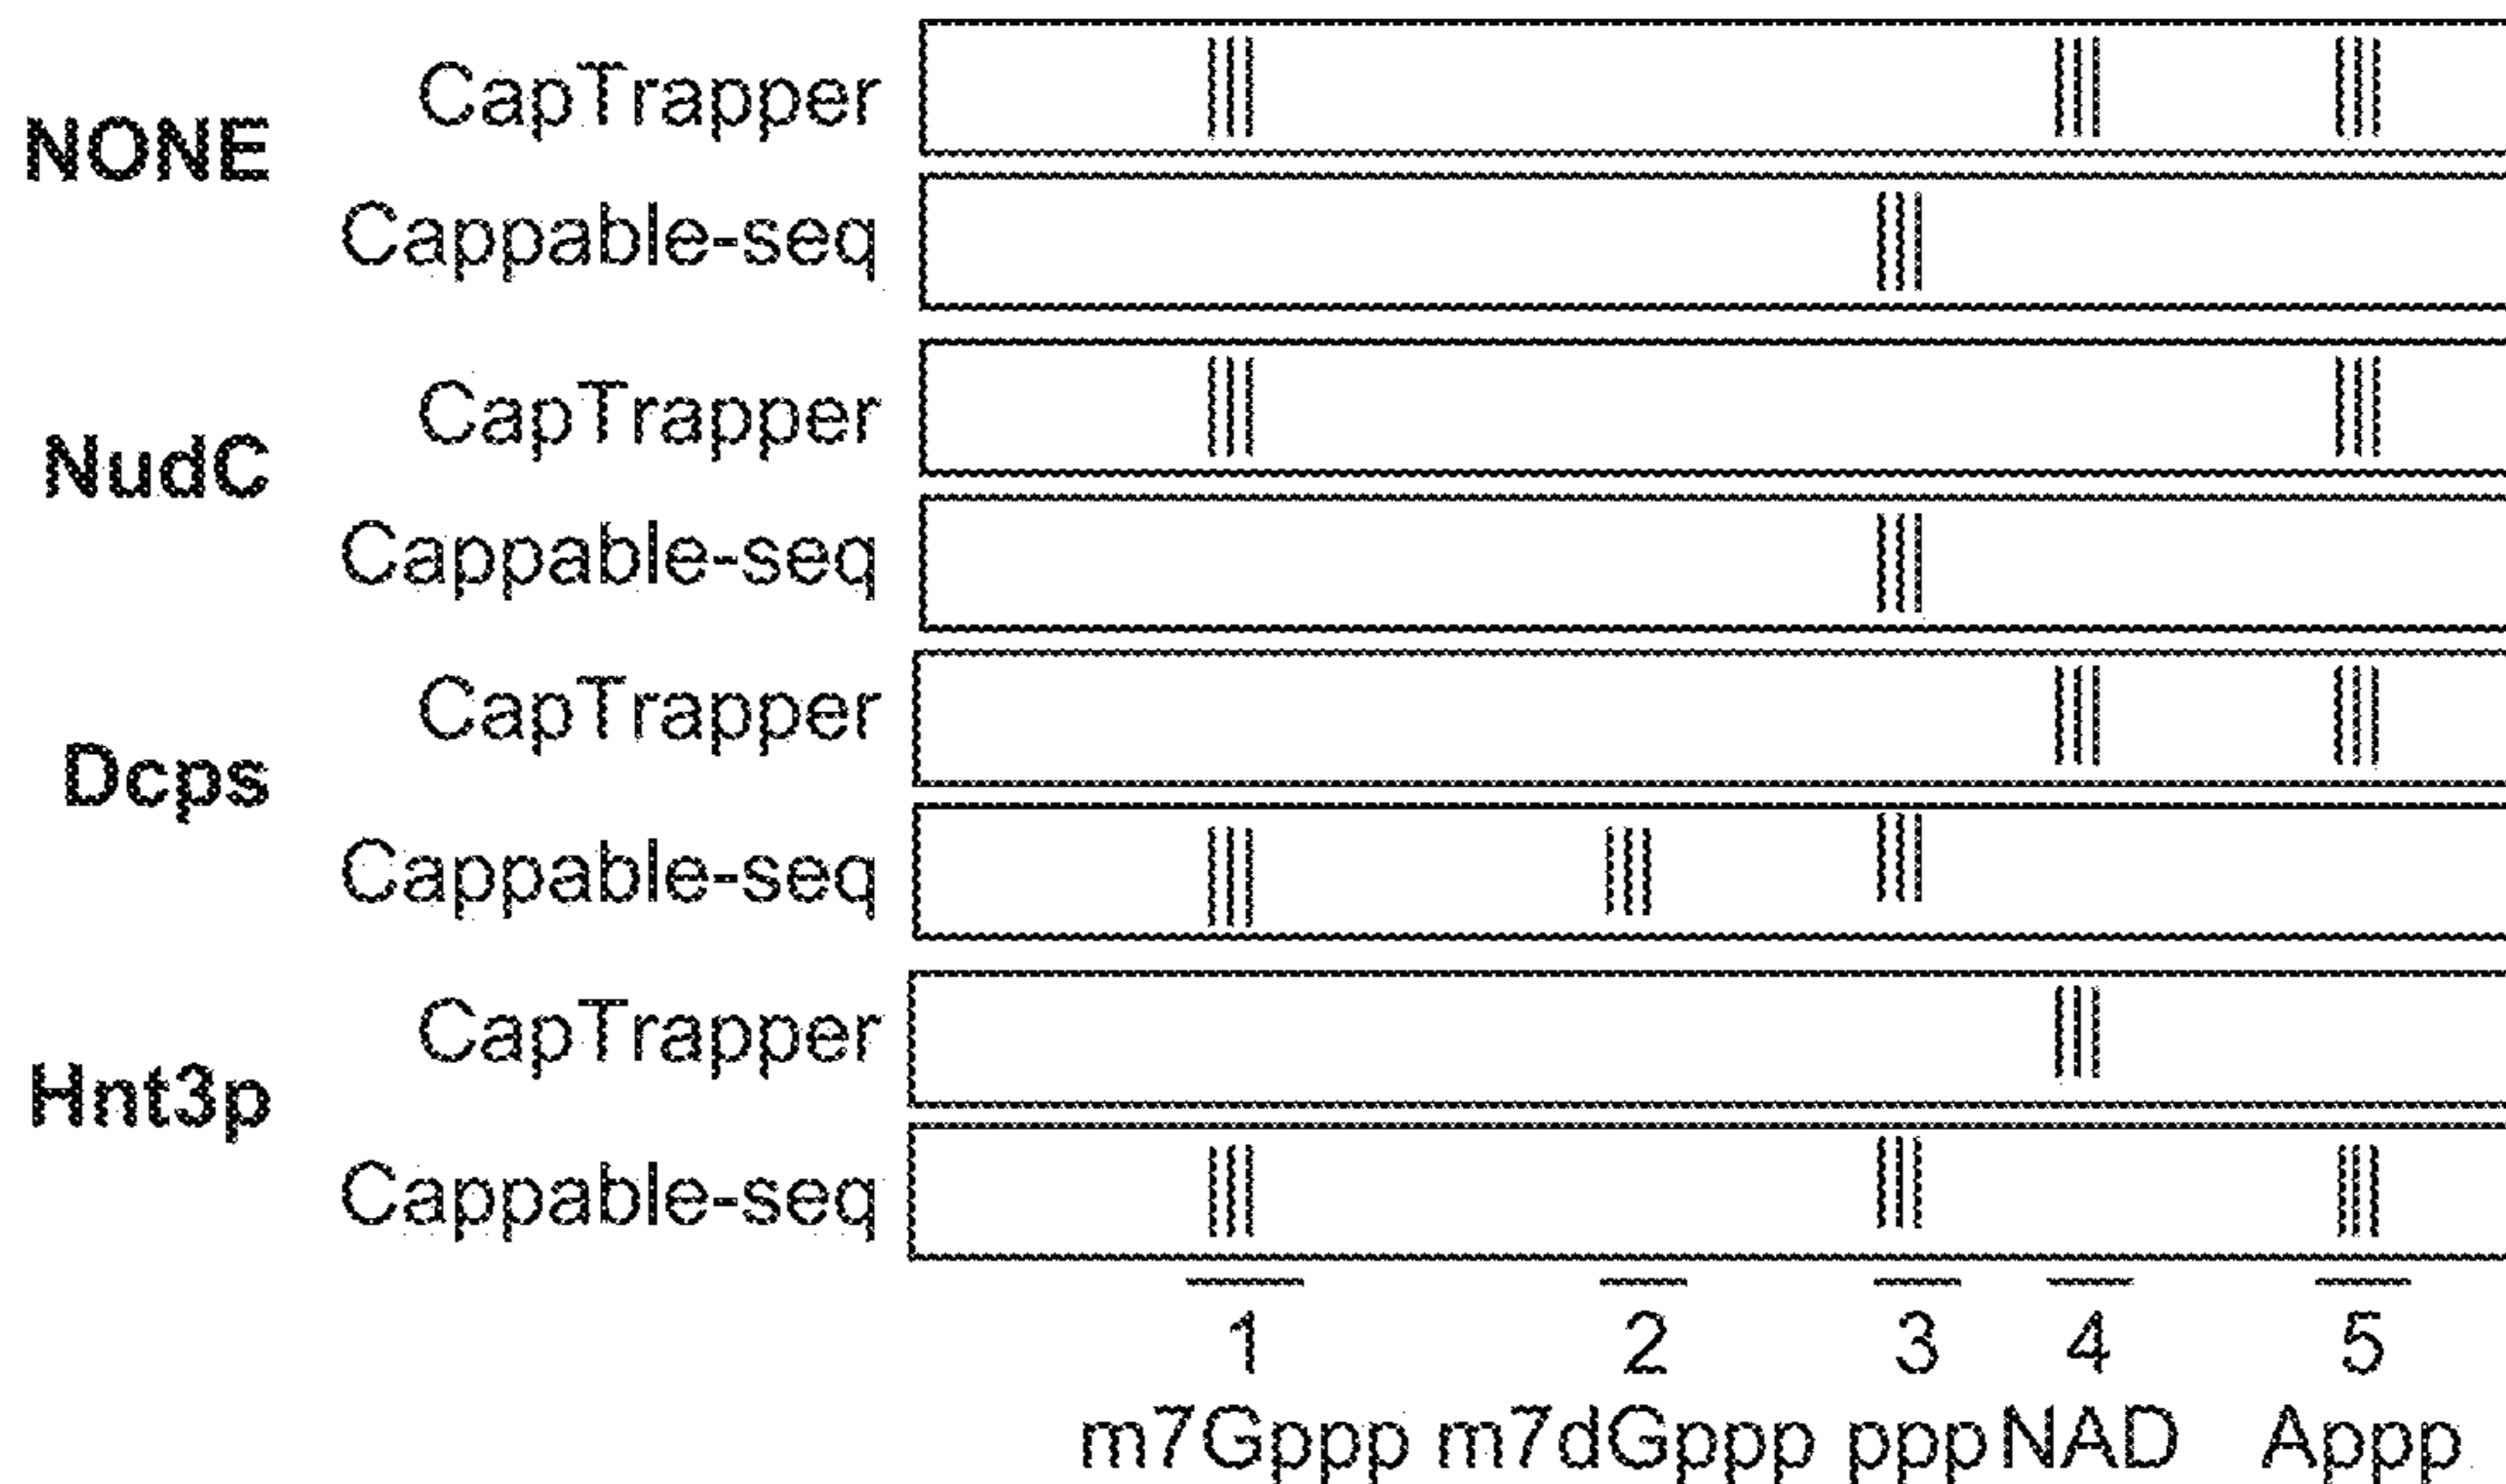 NONE
CapTrapper
Cappable-seq
NudC
CapTrapper
Cappable-seq
Dcps
CapTrapper
Cappable-seq
Hnt3p
CapTrapper
Cappable-seq
1 2 3 4 5
m7Gppp m7dGppp ppp NAD Appp